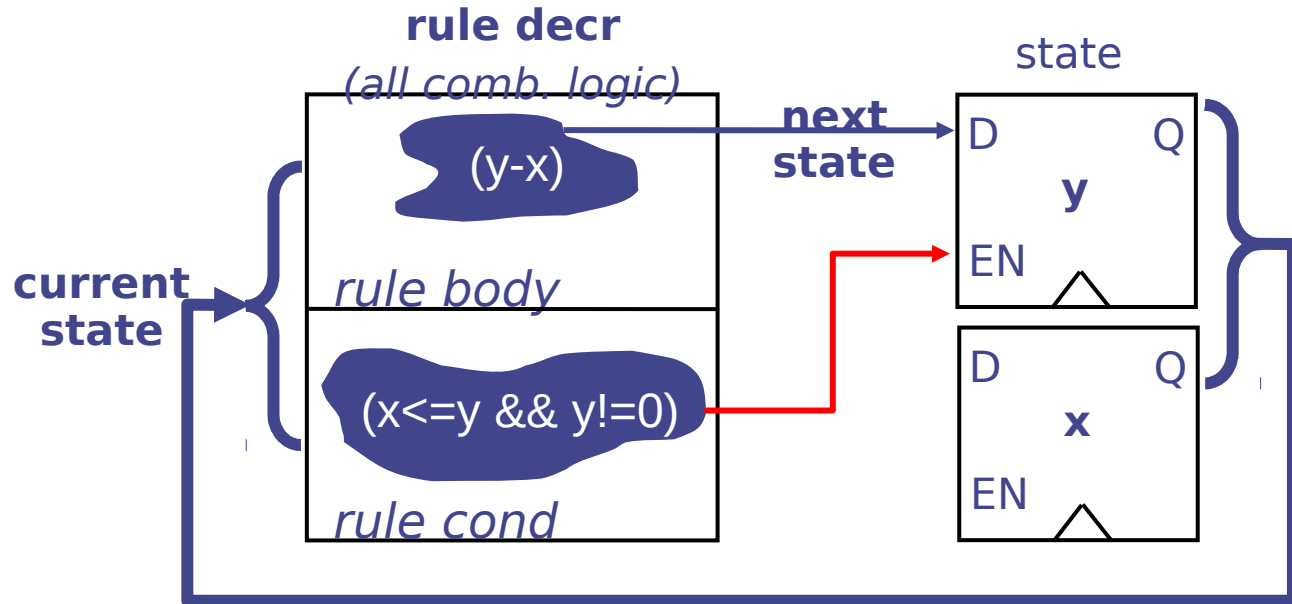 rule decr
(all comb. logic)
state
next
state
(y-x)
D
Q
y
EN
rule body
current
state
(x<=y && y!=0)
D
Q
x
EN
rule cond